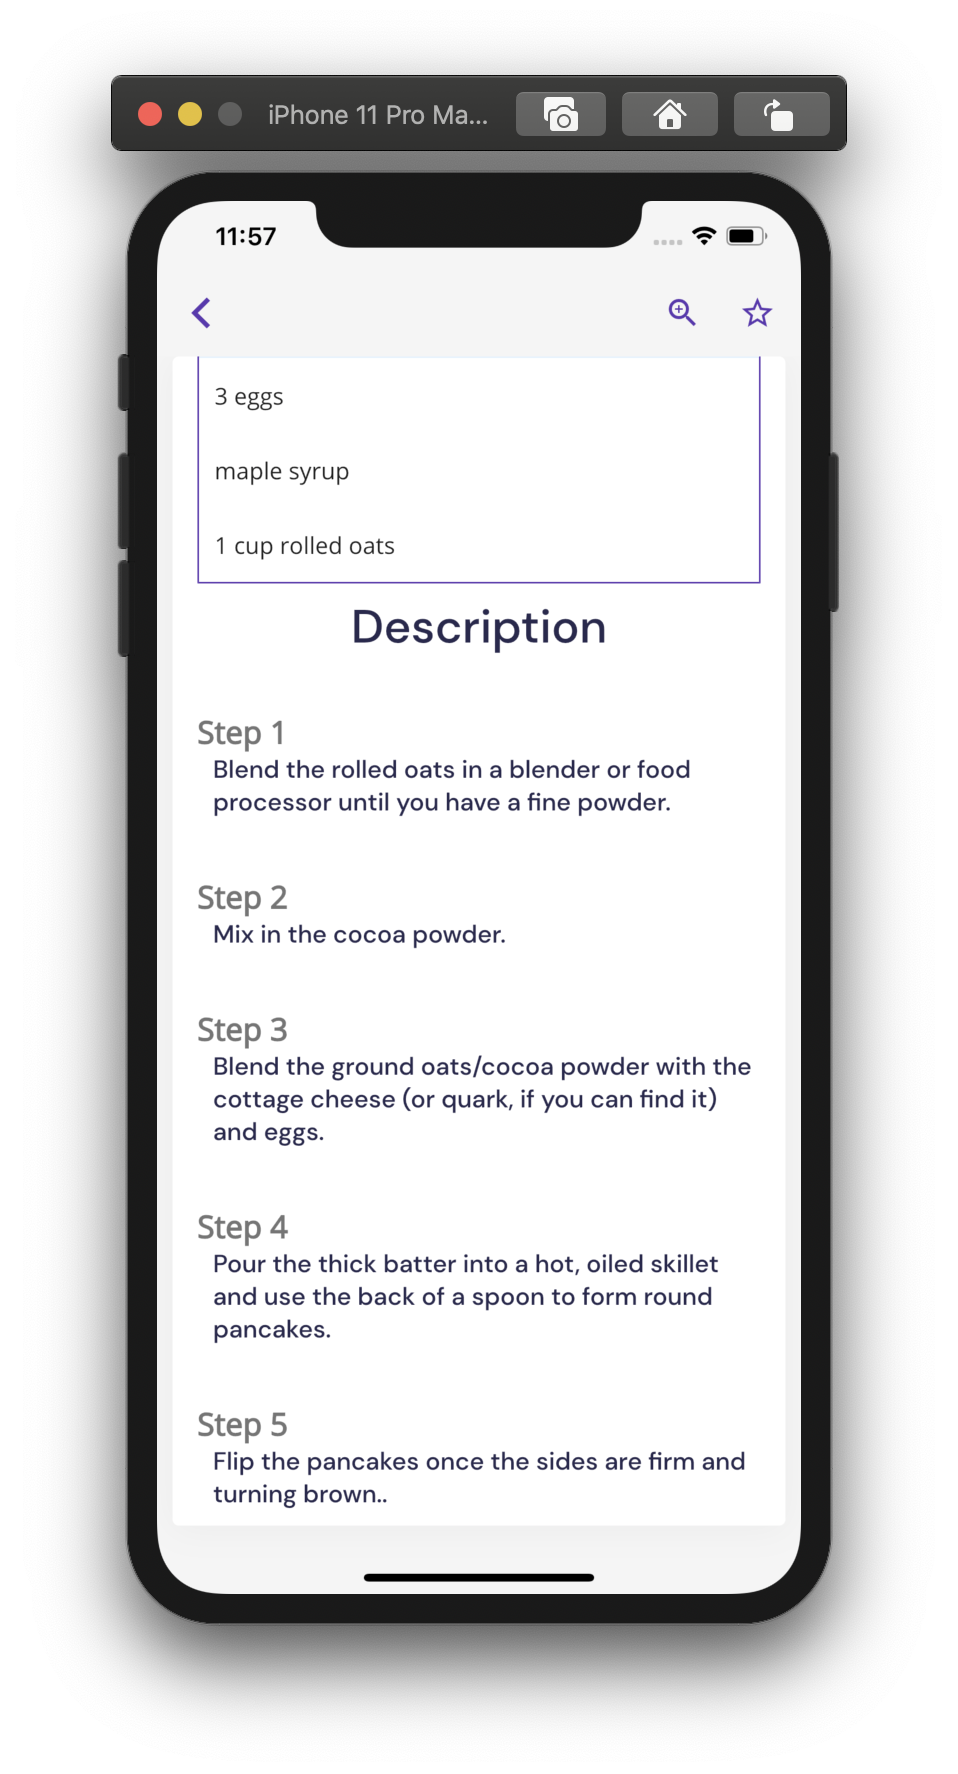 iPhone 11 Pro Ma...
11:57
3 eggs
maple syrup
1 cup rolled oats
Description
Step 1
Blend the rolled oats in a blender or food
processor until you have a fine powder.
Step 2
Mix in the cocoa powder.
Step 3
Blend the ground oats/cocoa powder with the
cottage cheese (or quark, if you can find it)
and eggs.
Step 4
Pour the thick batter into a hot, oiled skillet
and use the back of a spoon to form round
pancakes.
Step 5
Flip the pancakes once the sides are firm and
turning brown..